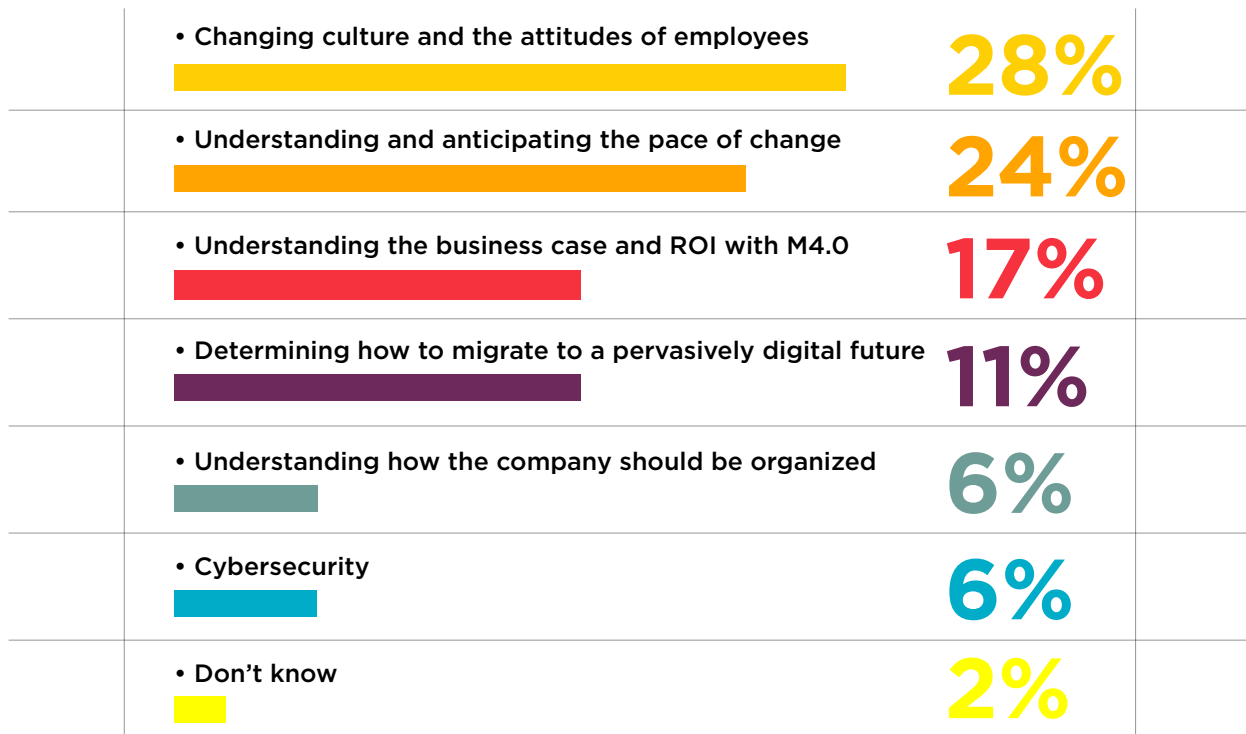 • Changing culture and the attitudes of employees
28%
• Understanding and anticipating the pace of change
24%
• Understanding the business case and ROI with M4.0
17%
• Determining how to migrate to a pervasively digital future
11%
• Understanding how the company should be organized
6%
• Cybersecurity
6%
• Don’t know
2%